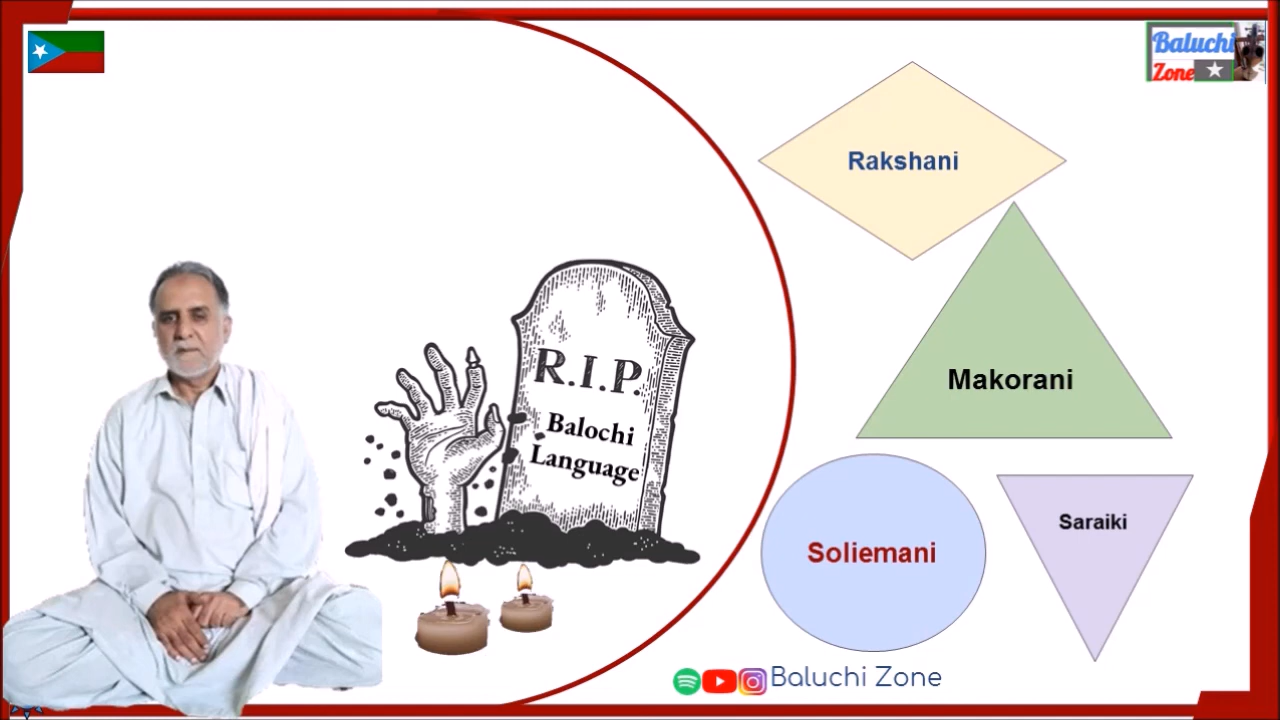 Baluchi
Zone
Rakshani
Makorani
R.I.P.
Balochi
Language
Saraiki
Soliemani
Baluchi Zone